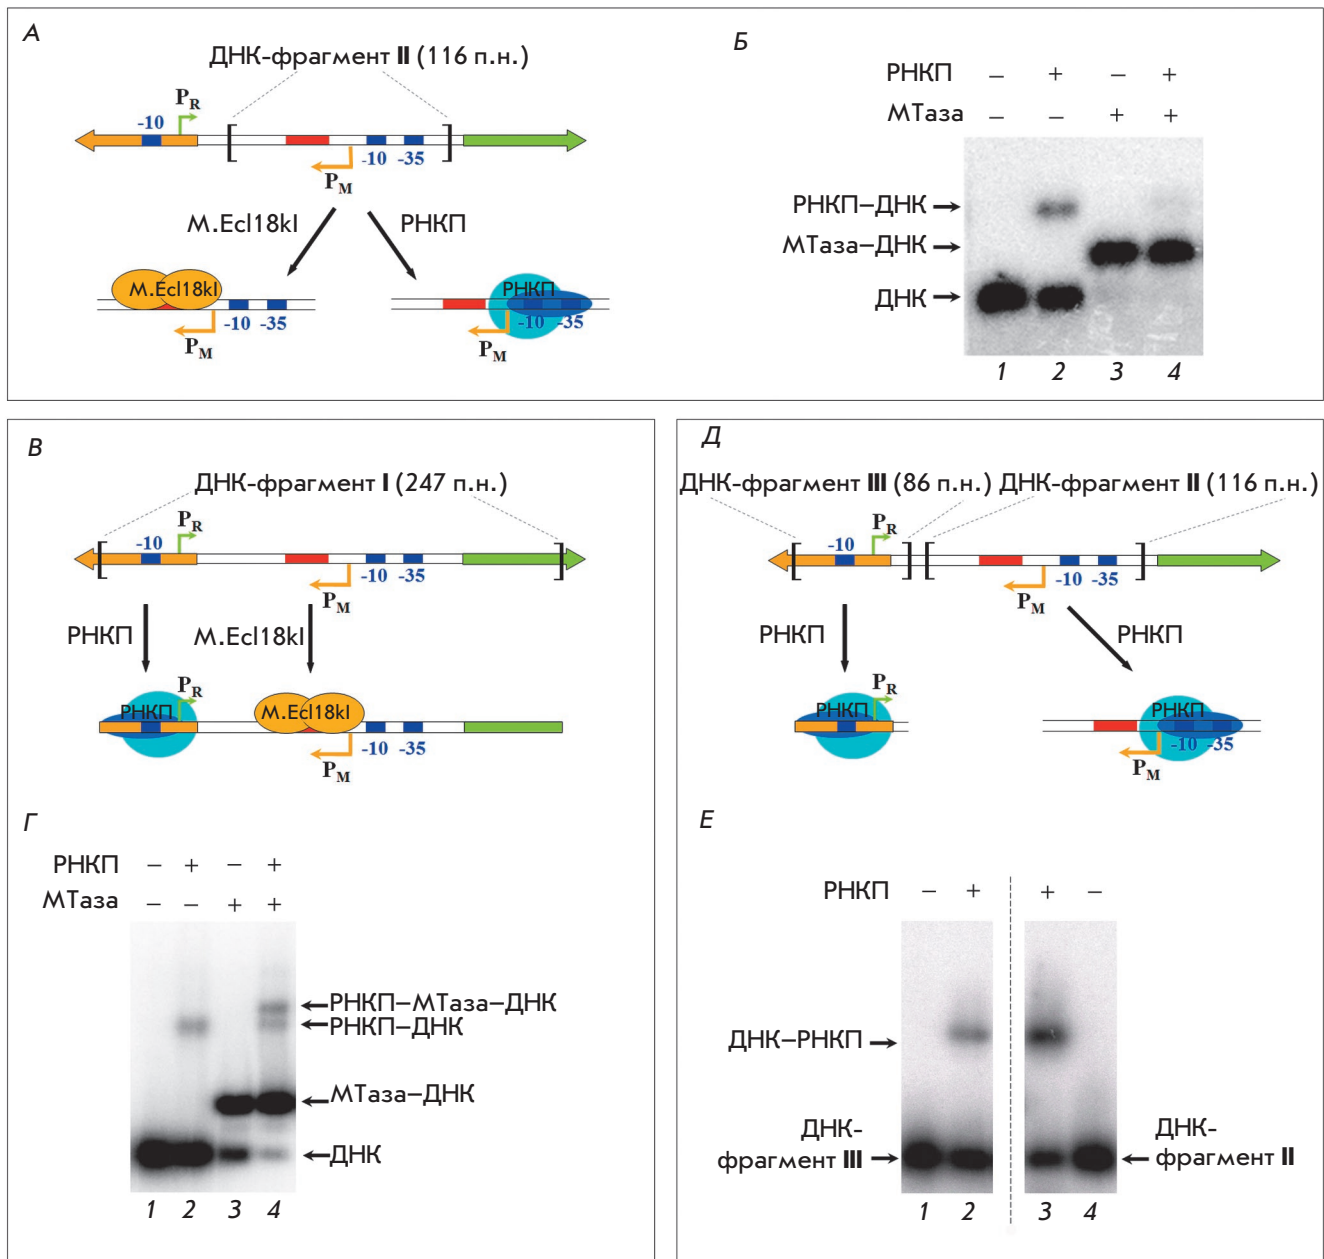 А
ДНК-фрагмент II (116 п.н.)
-10
PR
-10 -35
PM
M.Ecl18kI
РНКП
M.Ecl18kI
-10 -35
PM
РНКП
-10 -35
PM
Б
РНКП – + – +
МТаза – – + +
РНКП–ДНК
МТаза–ДНК
ДНК
1 2 3 4
В
ДНК-фрагмент I (247 п.н.)
-10
PR
-10 -35
PM
РНКП
M.Ecl18kI
РНКП
PR
M.Ecl18kI
-10 -35
PM
Г
РНКП – + – +
МТаза – – + +
РНКП–МТаза–ДНК
РНКП–ДНК
МТаза–ДНК
ДНК
1 2 3 4
Д
ДНК-фрагмент III (86 п.н.) ДНК-фрагмент II (116 п.н.)
-10
PR
-10 -35
PM
РНКП
РНКП
РНКП
PR
РНКП
-10 -35
PM
Е
РНКП – + + –
ДНК–РНКП
ДНК-
фрагмент III
ДНК-
фрагмент II
1 2 3 4